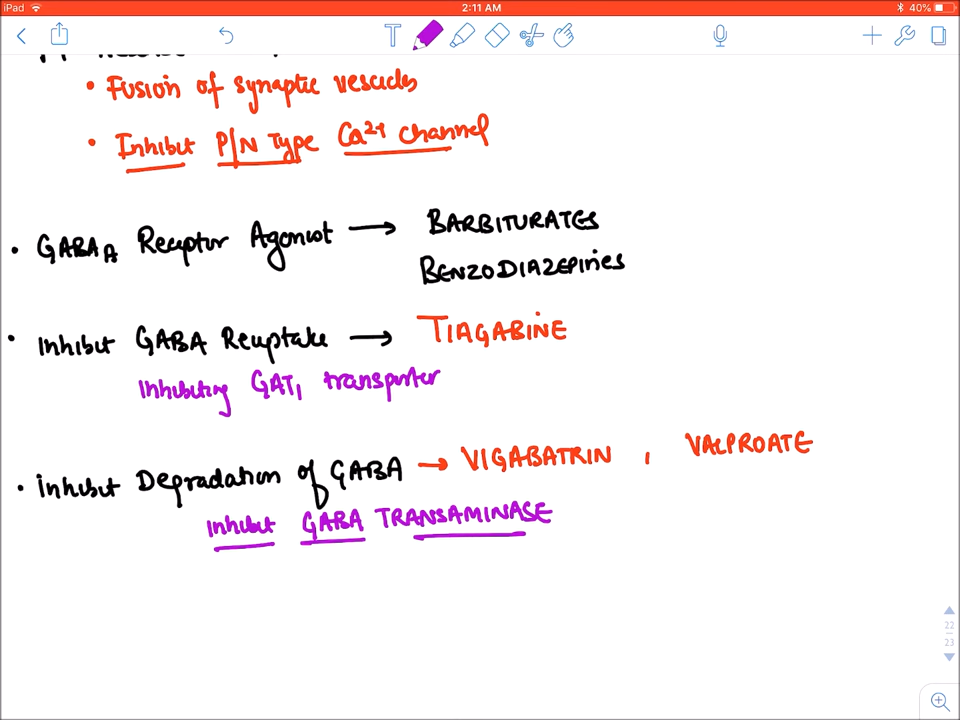 iPad 2:11 AM 40%
T
• Fusion of synaptic vescicles
• Inhibit P/N Type Ca2+ channel
• GABAA Receptor Agonist → BARBITURATES
BENZODIAZEPINES
• Inhibit GABA Reuptake → TIAGABINE
Inhibiting GAT1 transporter
• Inhibit Degradation of GABA → VIGABATRIN , VALPROATE
Inhibit GABA TRANSAMINASE
22
23